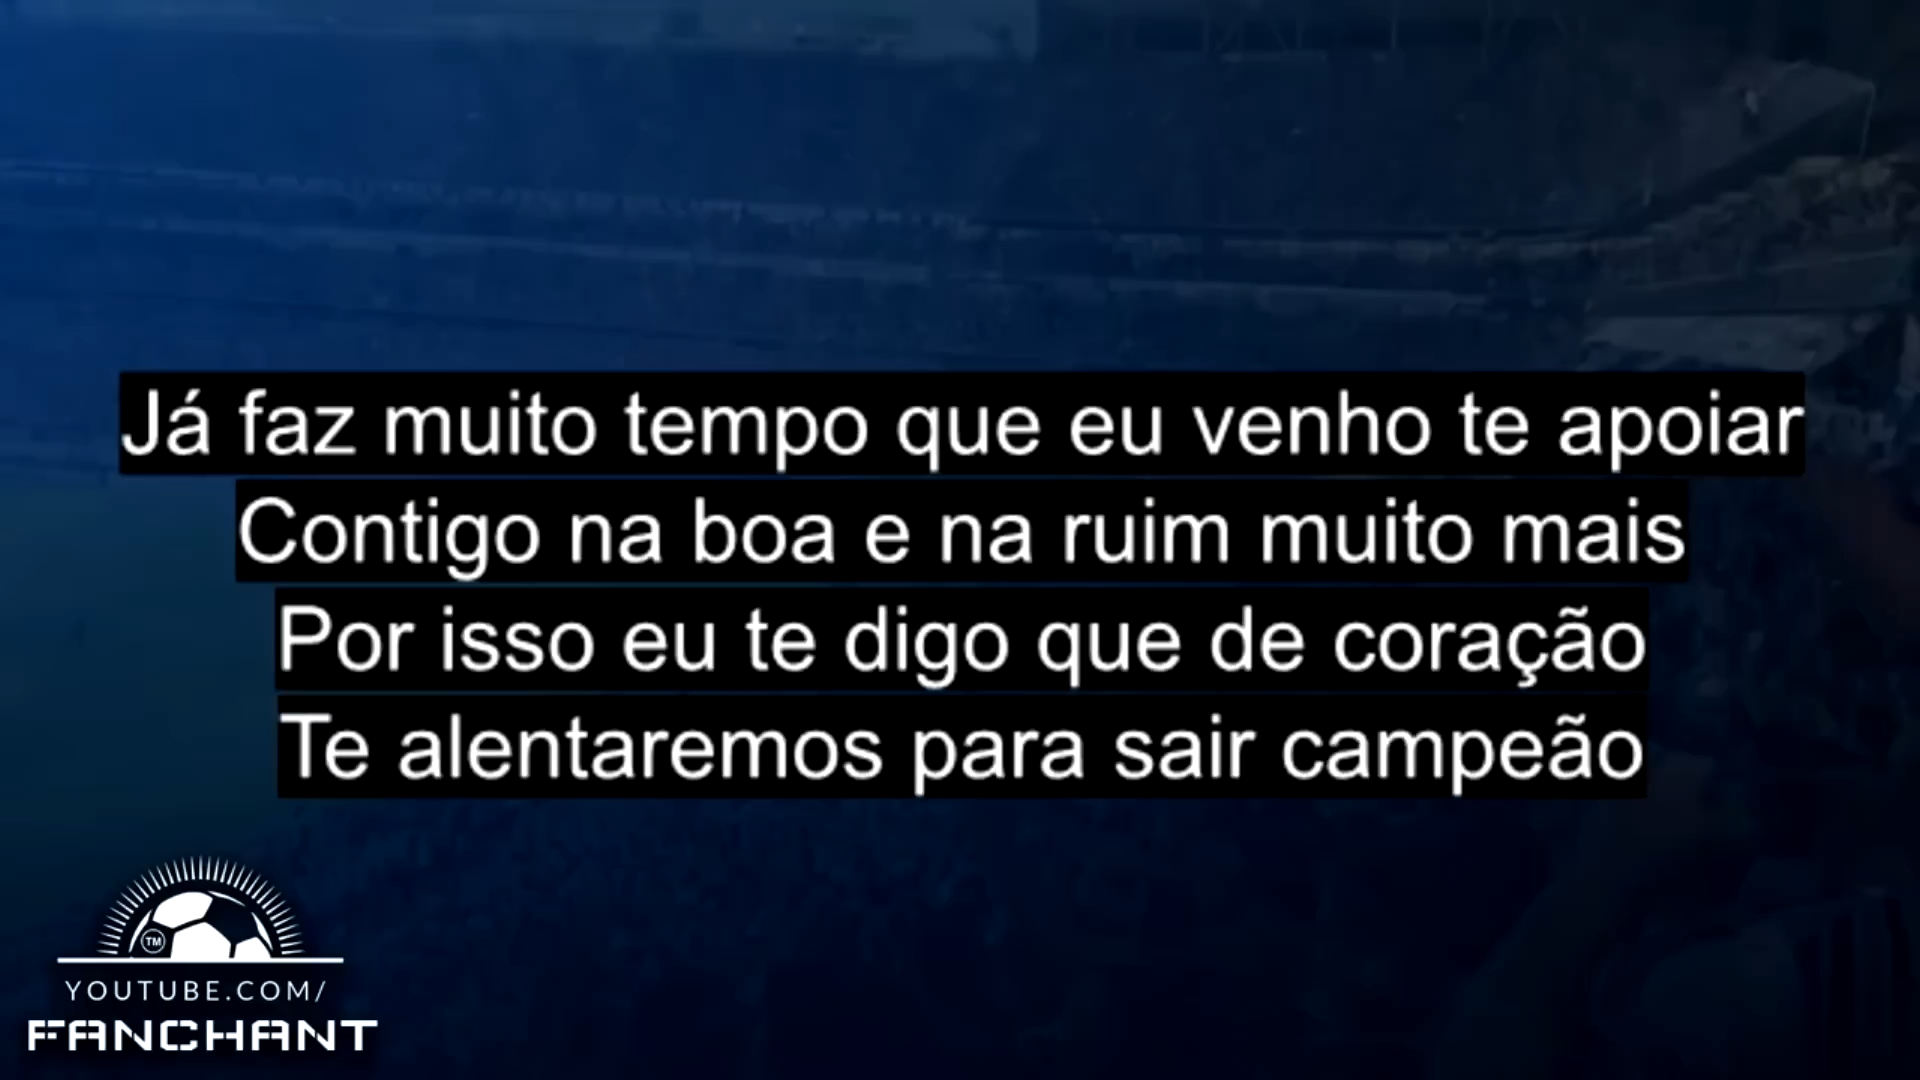 Já faz muito tempo que eu venho te apoiar
Contigo na boa e na ruim muito mais
Por isso eu te digo que de coração
Te alentaremos para sair campeão
TM
YOUTUBE.COM/
FANCHANT